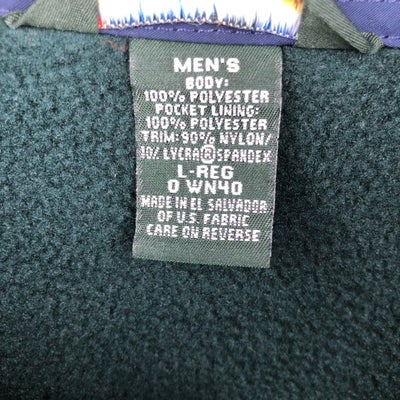 MEN'S
BODY:
100% POLYESTER
POCKET LINING:
100% POLYESTER
TRIM: 90% NYLON/
10% LYCRA® SPANDEX
L-REG
0 WN40
MADE IN EL SALVADOR
OF U.S. FABRIC
CARE ON REVERSE